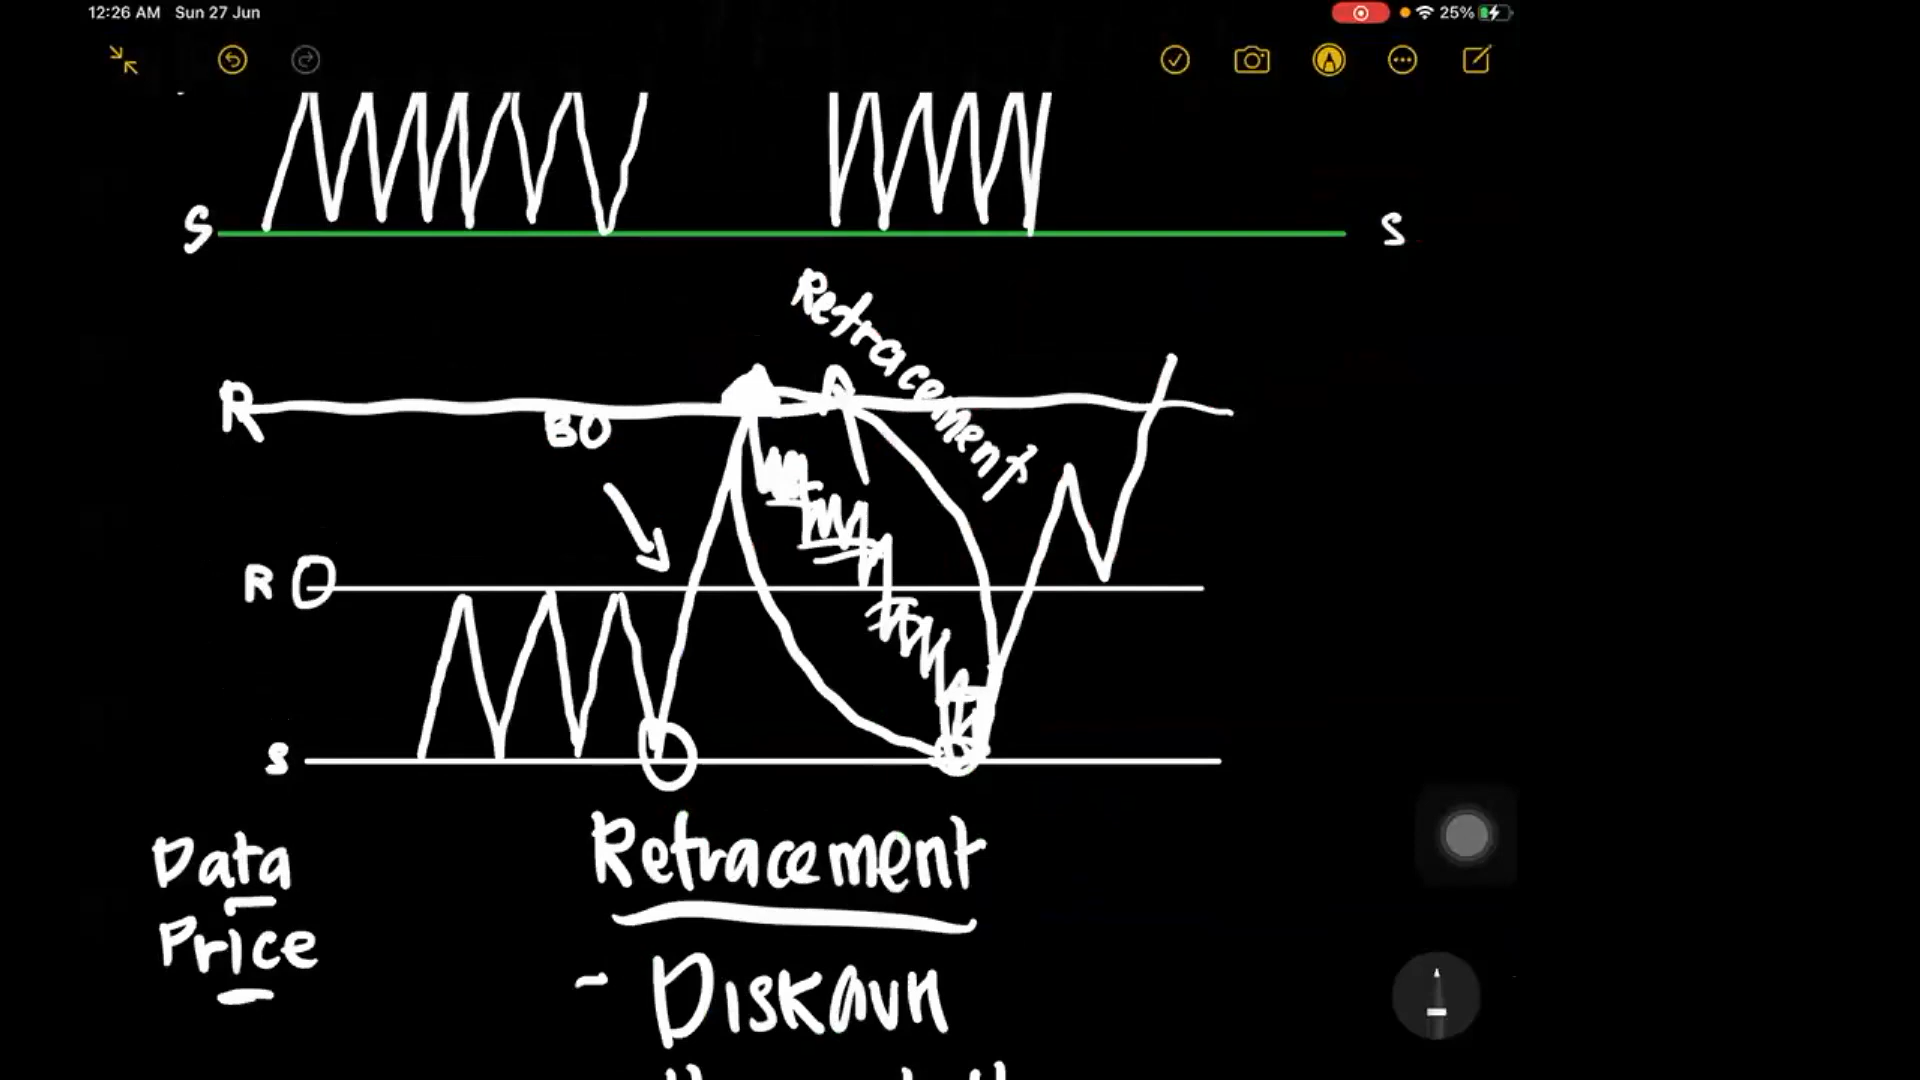 12:26 AM Sun 27 Jun
25%
S
S
Retracement
R
BO
R
S
Data
Price
Retracement
- DISKAUN